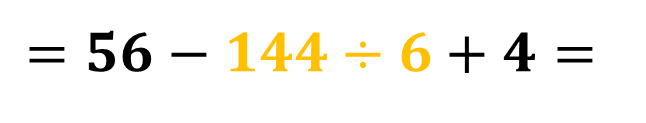 = 56 − 144 ÷ 6 + 4 =